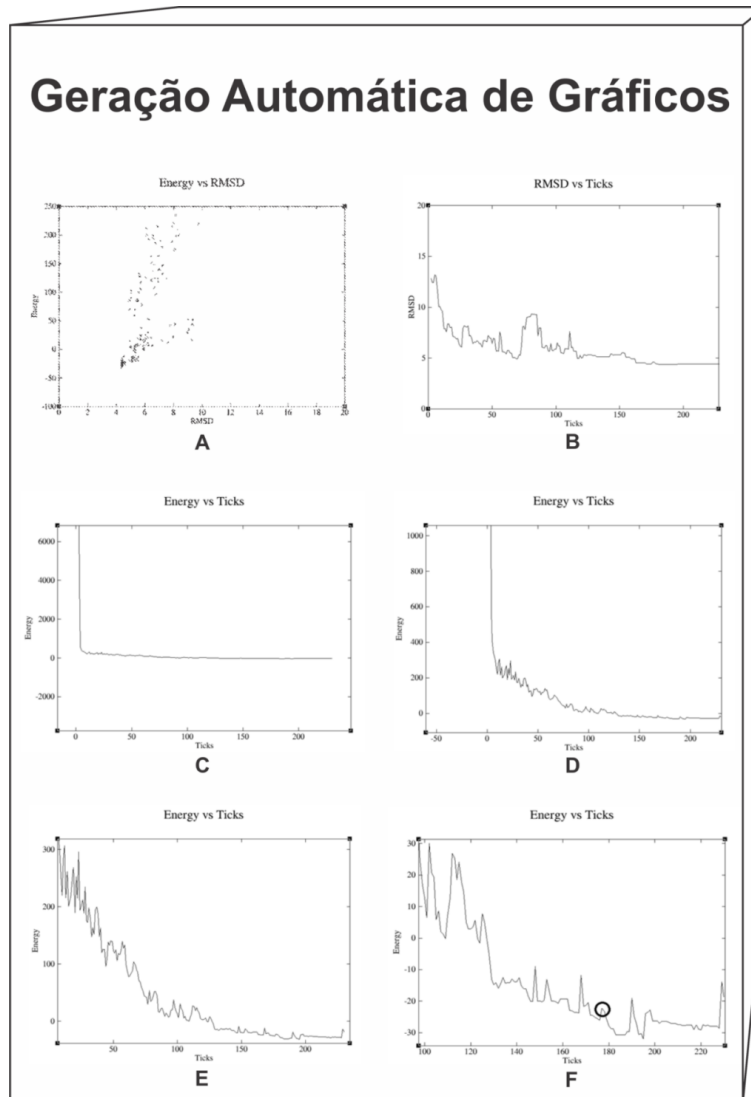 Geração Automática de Gráficos
Energy vs RMSD
250
200
150
100
50
0
-50
-100
Energy
0 2 4 6 8 10 12 14 16 18 20
RMSD
A
RMSD vs Ticks
20
15
10
5
0
RMSD
0 50 100 150 200
Ticks
B
Energy vs Ticks
6000
4000
2000
0
-2000
Energy
0 50 100 150 200
Ticks
C
Energy vs Ticks
1000
800
600
400
200
0
Energy
-50 0 50 100 150 200
Ticks
D
Energy vs Ticks
300
200
100
0
Energy
50 100 150 200
Ticks
E
Energy vs Ticks
30
20
10
0
-10
-20
-30
Energy
100 120 140 160 180 200 220
Ticks
F